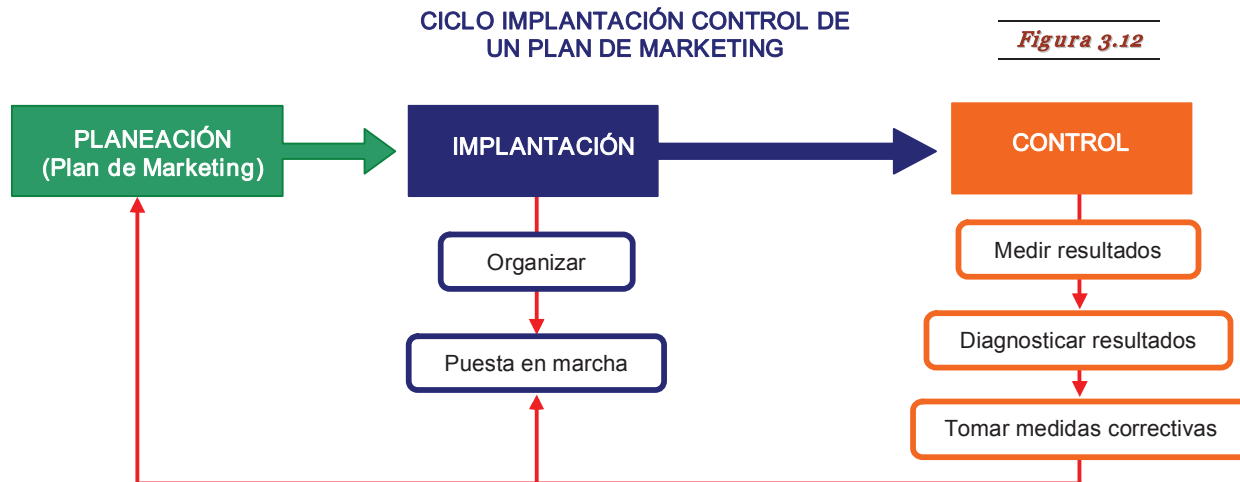 CICLO IMPLANTACIÓN CONTROL DE
UN PLAN DE MARKETING
Figura 3.12
PLANEACIÓN
(Plan de Marketing)
IMPLANTACIÓN
CONTROL
Organizar
Puesta en marcha
Medir resultados
Diagnosticar resultados
Tomar medidas correctivas